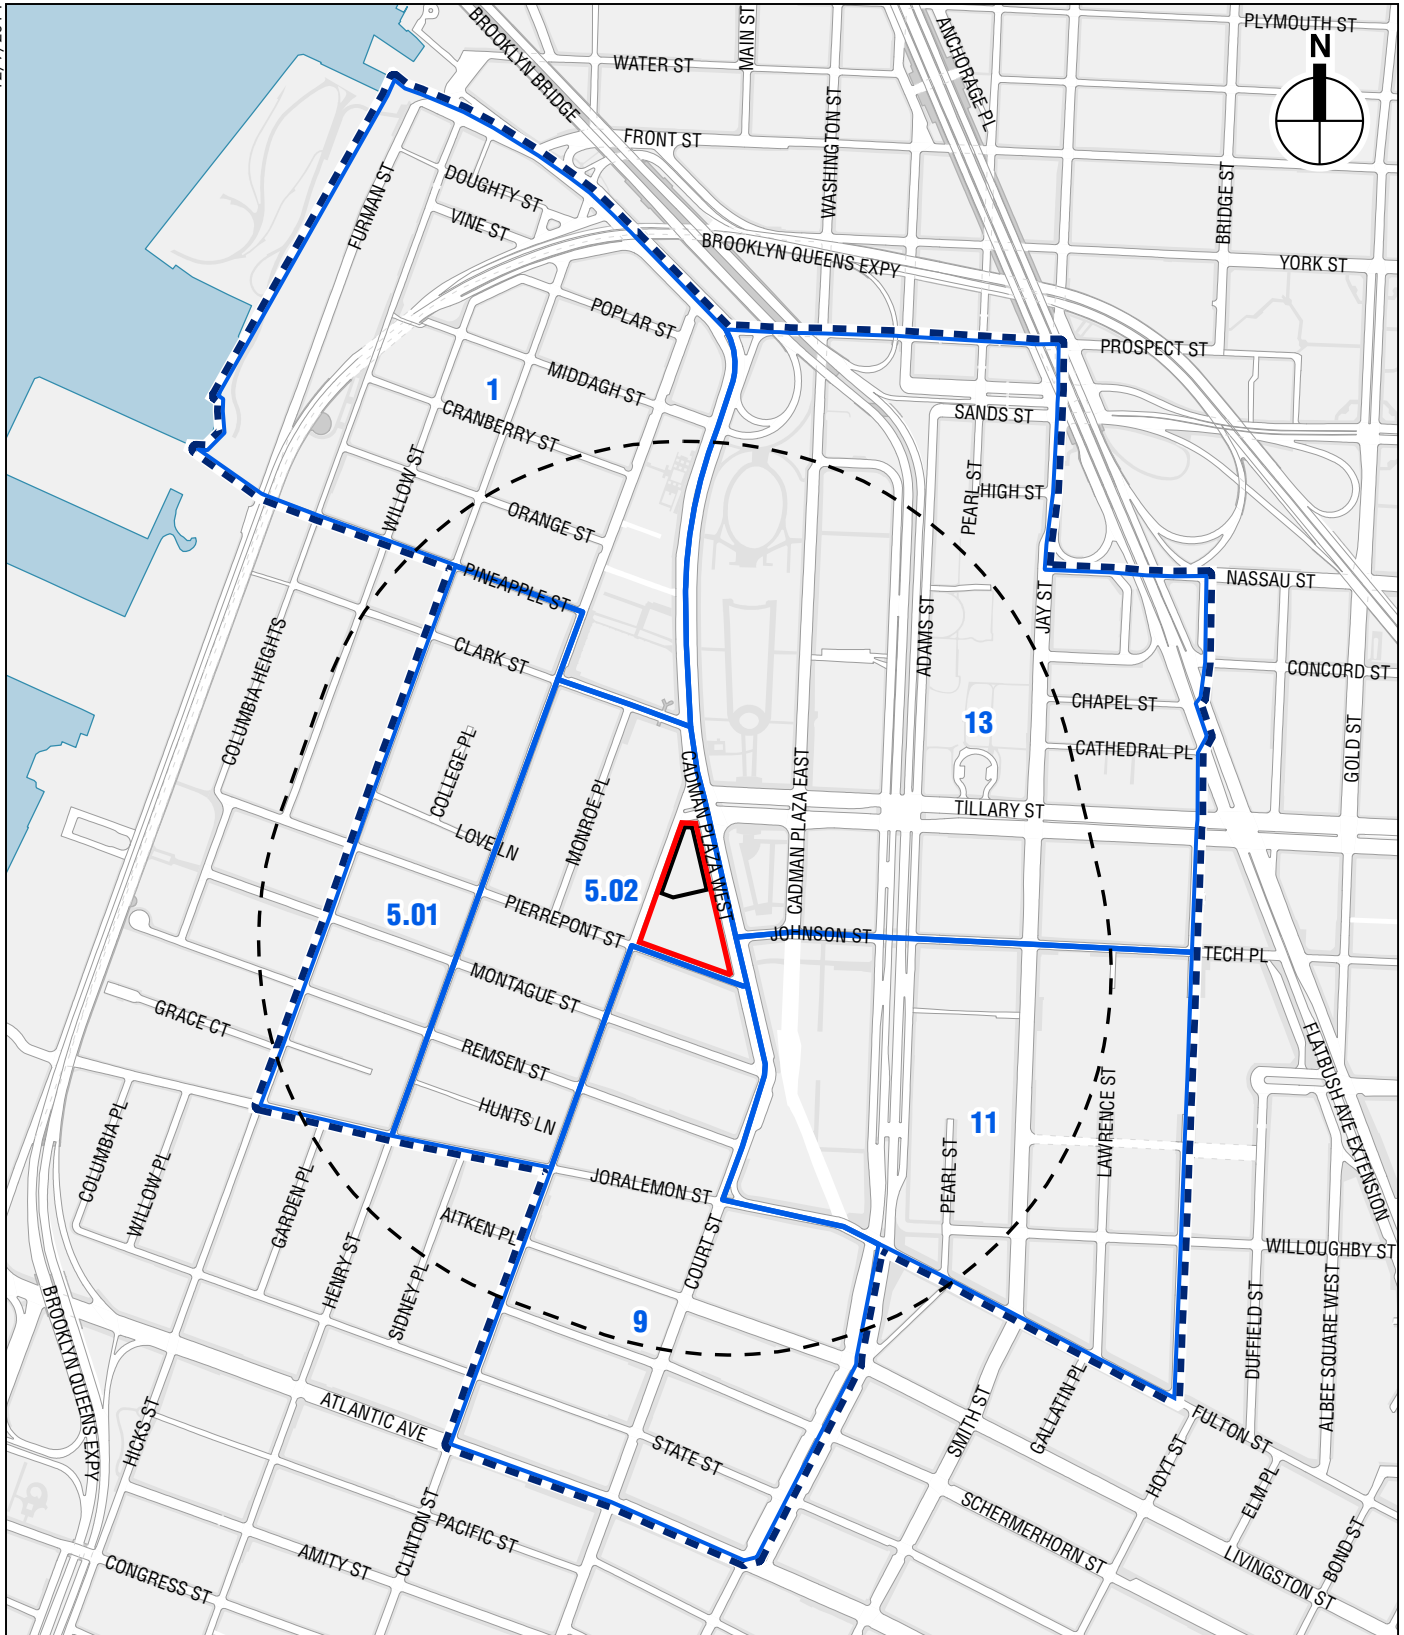 PLYMOUTH ST
N
BROOKLYN BRIDGE
MAIN ST
ANCHORAGE PL
WATER ST
WASHINGTON ST
FRONT ST
BRIDGE ST
FURMAN ST
DOUGHTY ST
VINE ST
BROOKLYN QUEENS EXPY
YORK ST
POPLAR ST
PROSPECT ST
MIDDAGH ST
1
CRANBERRY ST
SANDS ST
WILLOW ST
PEARL ST
HIGH ST
ORANGE ST
PINEAPPLE ST
NASSAU ST
JAY ST
ADAMS ST
GOLD ST
COLUMBIA HEIGHTS
CLARK ST
CONCORD ST
CHAPEL ST
13
CATHEDRAL PL
COLLEGE PL
CADMAN PLAZA WEST
CADMAN PLAZA EAST
MONROE PL
TILLARY ST
LOVE LN
5.02
5.01
PIERREPONT ST
JOHNSON ST
TECH PL
MONTAGUE ST
GRACE CT
REMSEN ST
FLATBUSH AVE EXTENSION
HUNTS LN
COLUMBIA PL
WILLOW PL
11
LAWRENCE ST
PEARL ST
GARDEN PL
JORALEMON ST
AITKEN PL
COURT ST
HENRY ST
SIDNEY PL
WILLOUGHBY ST
9
DUFFIELD ST
ALBEE SQUARE WEST
BROOKLYN QUEENS EXPY
HICKS ST
ATLANTIC AVE
SMITH ST
GALLATIN PL
FULTON ST
STATE ST
HOYT ST
ELM PL
CLINTON ST
PACIFIC ST
SCHERMERHORN ST
LIVINGSTON ST
BOND ST
AMITY ST
CONGRESS ST